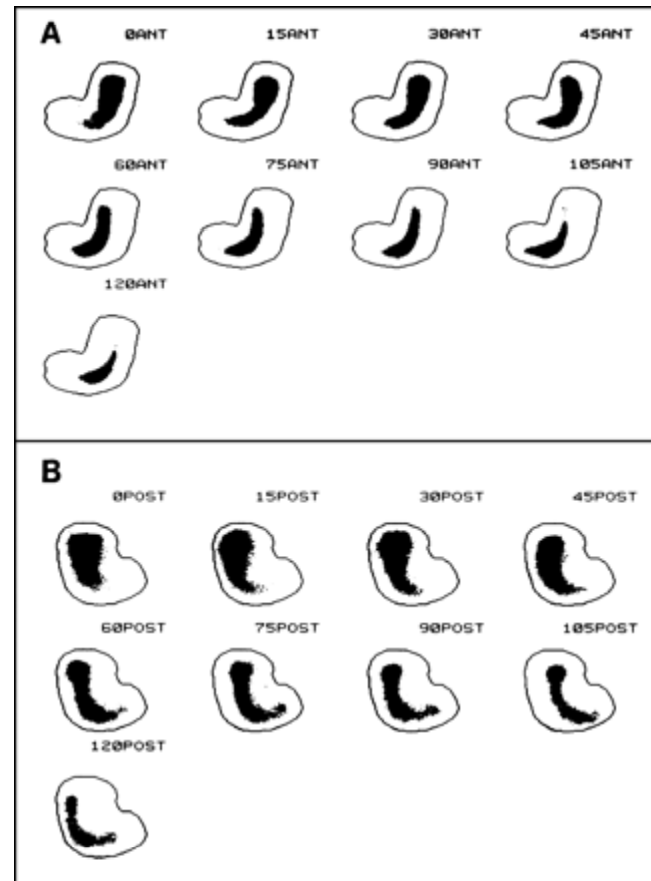 A
0ANT 15ANT 30ANT 45ANT
60ANT 75ANT 90ANT 105ANT
120ANT
B
0POST 15POST 30POST 45POST
60POST 75POST 90POST 105POST
120POST